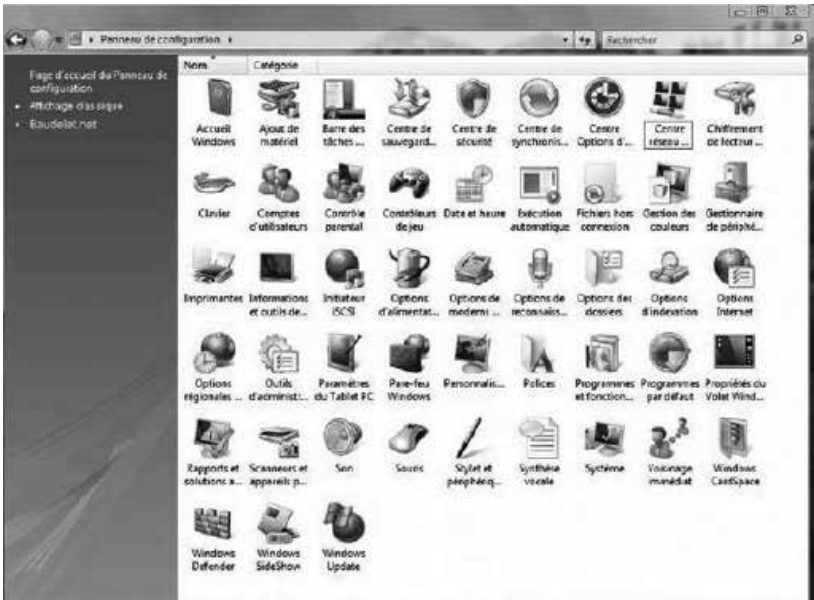 Panneau de configuration
Rechercher
Page d'accueil du Panneau de
configuration
Affichage classique
Baudelet.net
Nom Catégorie
Accueil
Windows
Ajout de
matériel
Barre des
tâches ...
Centre de
sauvegard...
Centre de
sécurité
Centre de
synchronis...
Centre
Options d'...
Centre
réseau ...
Chiffrement
de lecteur ...
Clavier
Comptes
d'utilisateurs
Contrôle
parental
Contrôleurs
de jeu
Date et heure
Exécution
automatique
Fichiers hors
connexion
Gestion des
couleurs
Gestionnaire
de périphé...
Imprimantes
Informations
et outils de...
Initiateur
iSCSI
Options
d'alimentat...
Options de
modems ...
Options de
reconnaiss...
Options des
dossiers
Options
d'indexation
Options
Internet
Options
régionales ...
Outils
d'administ...
Paramètres
du Tablet PC
Pare-feu
Windows
Personnalis...
Polices
Programmes
et fonction...
Programmes
par défaut
Propriétés du
Volet Wind...
Rapports et
solutions a...
Scanneurs et
appareils p...
Son
Souris
Stylet et
périphériq...
Synthèse
vocale
Système
Voisinage
immédiat
Windows
CardSpace
Windows
Defender
Windows
SideShow
Windows
Update